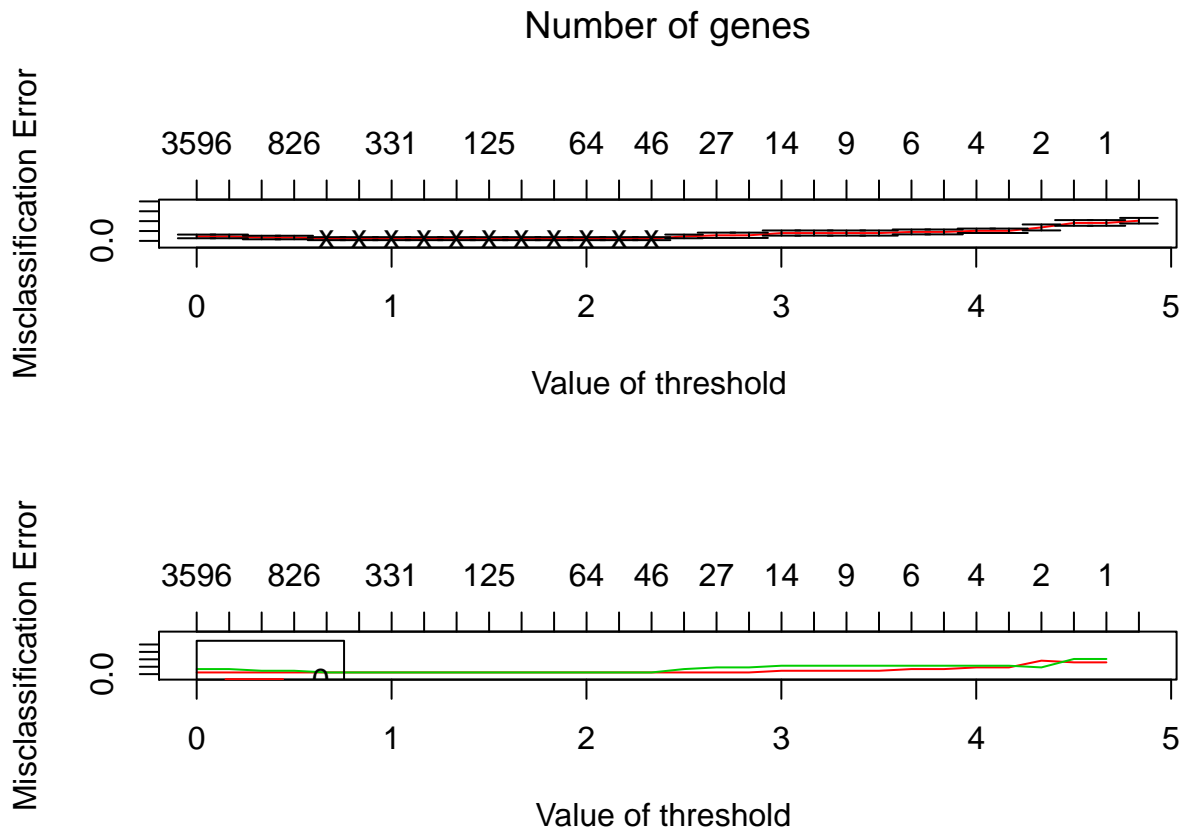 Number of genes
3596 826 331 125 64 46 27 14 9 6 4 2 1
Misclassification Error
0.0
x x x x x x x x x x x
0 1 2 3 4 5
Value of threshold
3596 826 331 125 64 46 27 14 9 6 4 2 1
Misclassification Error
0.0
0 1 2 3 4 5
Value of threshold